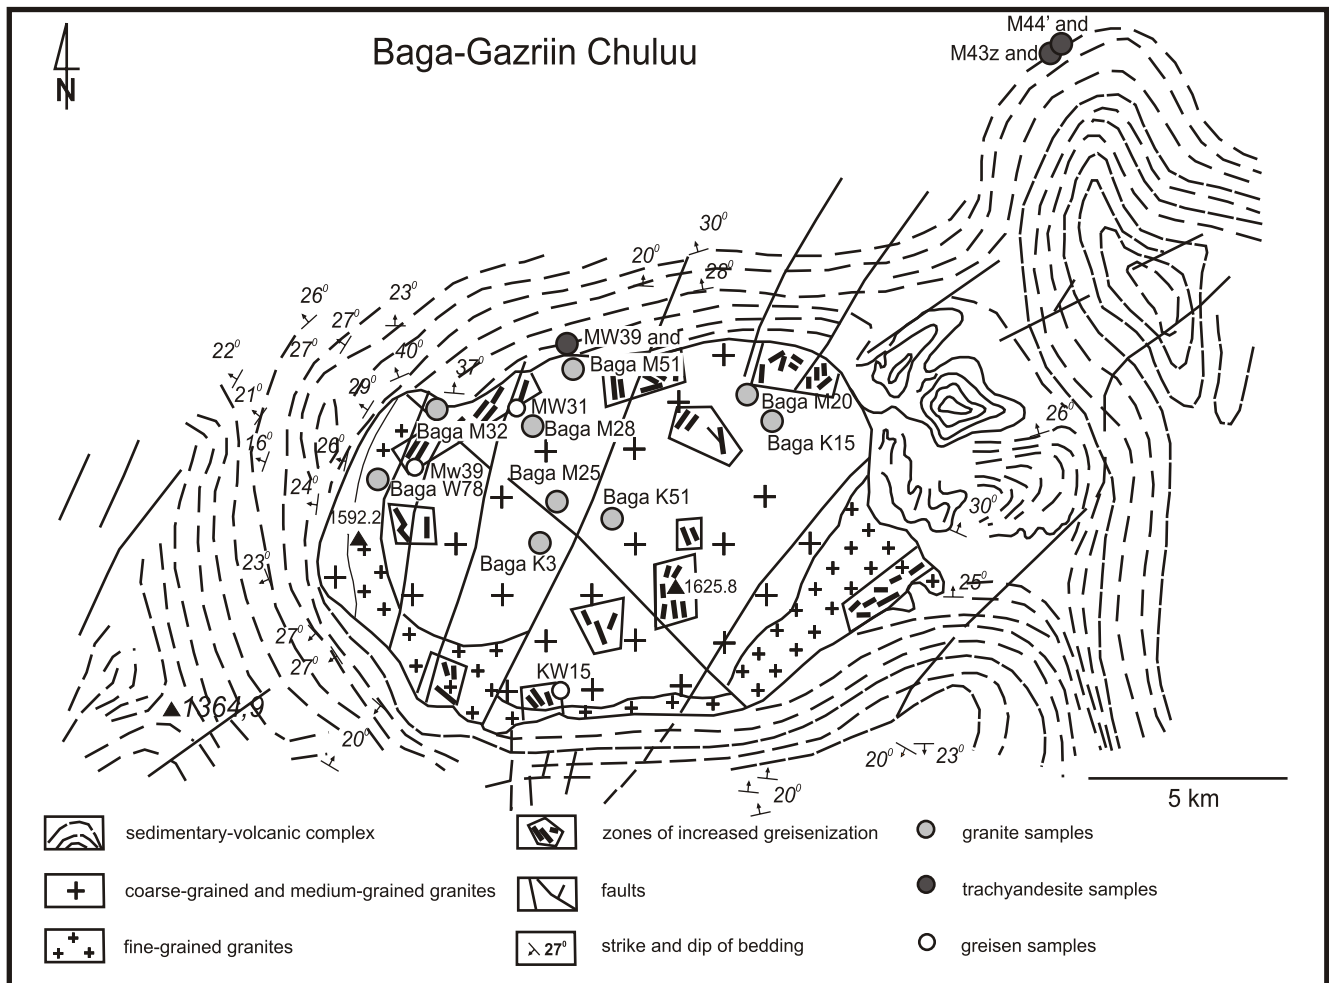 M44' and
M43z and
Baga-Gazriin Chuluu
N
30⁰
20⁰
28⁰
26⁰
23⁰
27⁰
27⁰
22⁰
40⁰
37⁰
29⁰
21⁰
16⁰
26⁰
24⁰
23⁰
27⁰
27⁰
20⁰
MW39 and
Baga M51
MW31
Baga M32
Baga M28
Baga M20
Baga K15
Mw39
Baga W78
Baga M25
Baga K51
1592.2
Baga K3
1625.8
KW15
26⁰
30⁰
25⁰
1364,9
20⁰
23⁰
20⁰
5 km
sedimentary-volcanic complex
zones of increased greisenization
granite samples
coarse-grained and medium-grained granites
faults
trachyandesite samples
fine-grained granites
27⁰
strike and dip of bedding
greisen samples